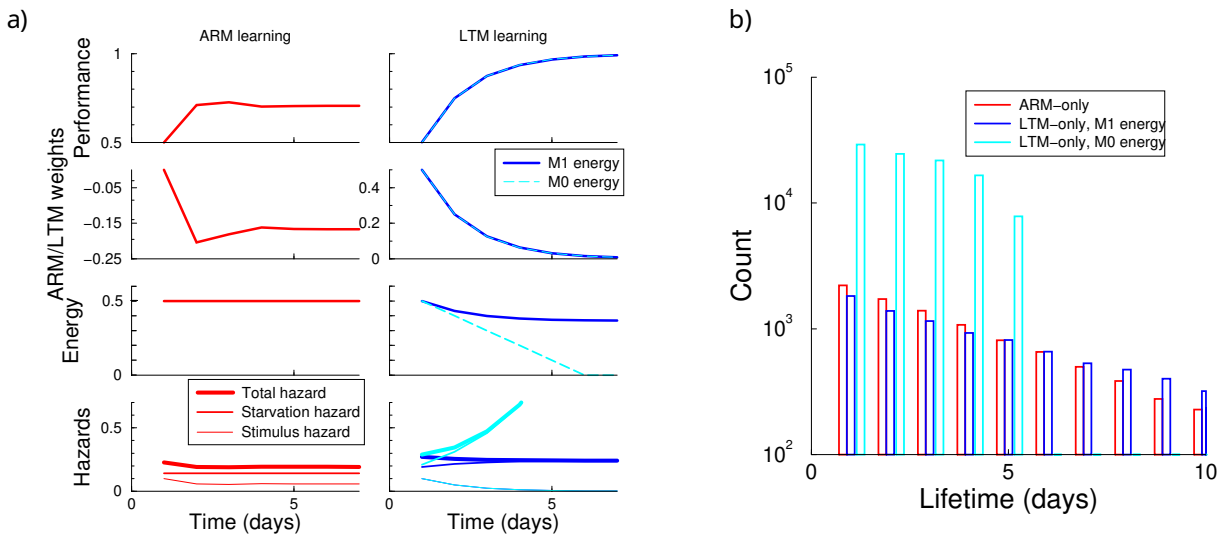 a)
ARM learning
LTM learning
Performance
1
0.5
M1 energy
M0 energy
ARM/LTM weights
−0.05
−0.15
−0.25
0.4
0.2
0
Energy
0.5
0
Total hazard
Starvation hazard
Stimulus hazard
Hazards
0.5
0
0
5
0
5
Time (days)
Time (days)
b)
Count
10^5
10^4
10^3
10^2
ARM−only
LTM−only, M1 energy
LTM−only, M0 energy
0
5
10
Lifetime (days)